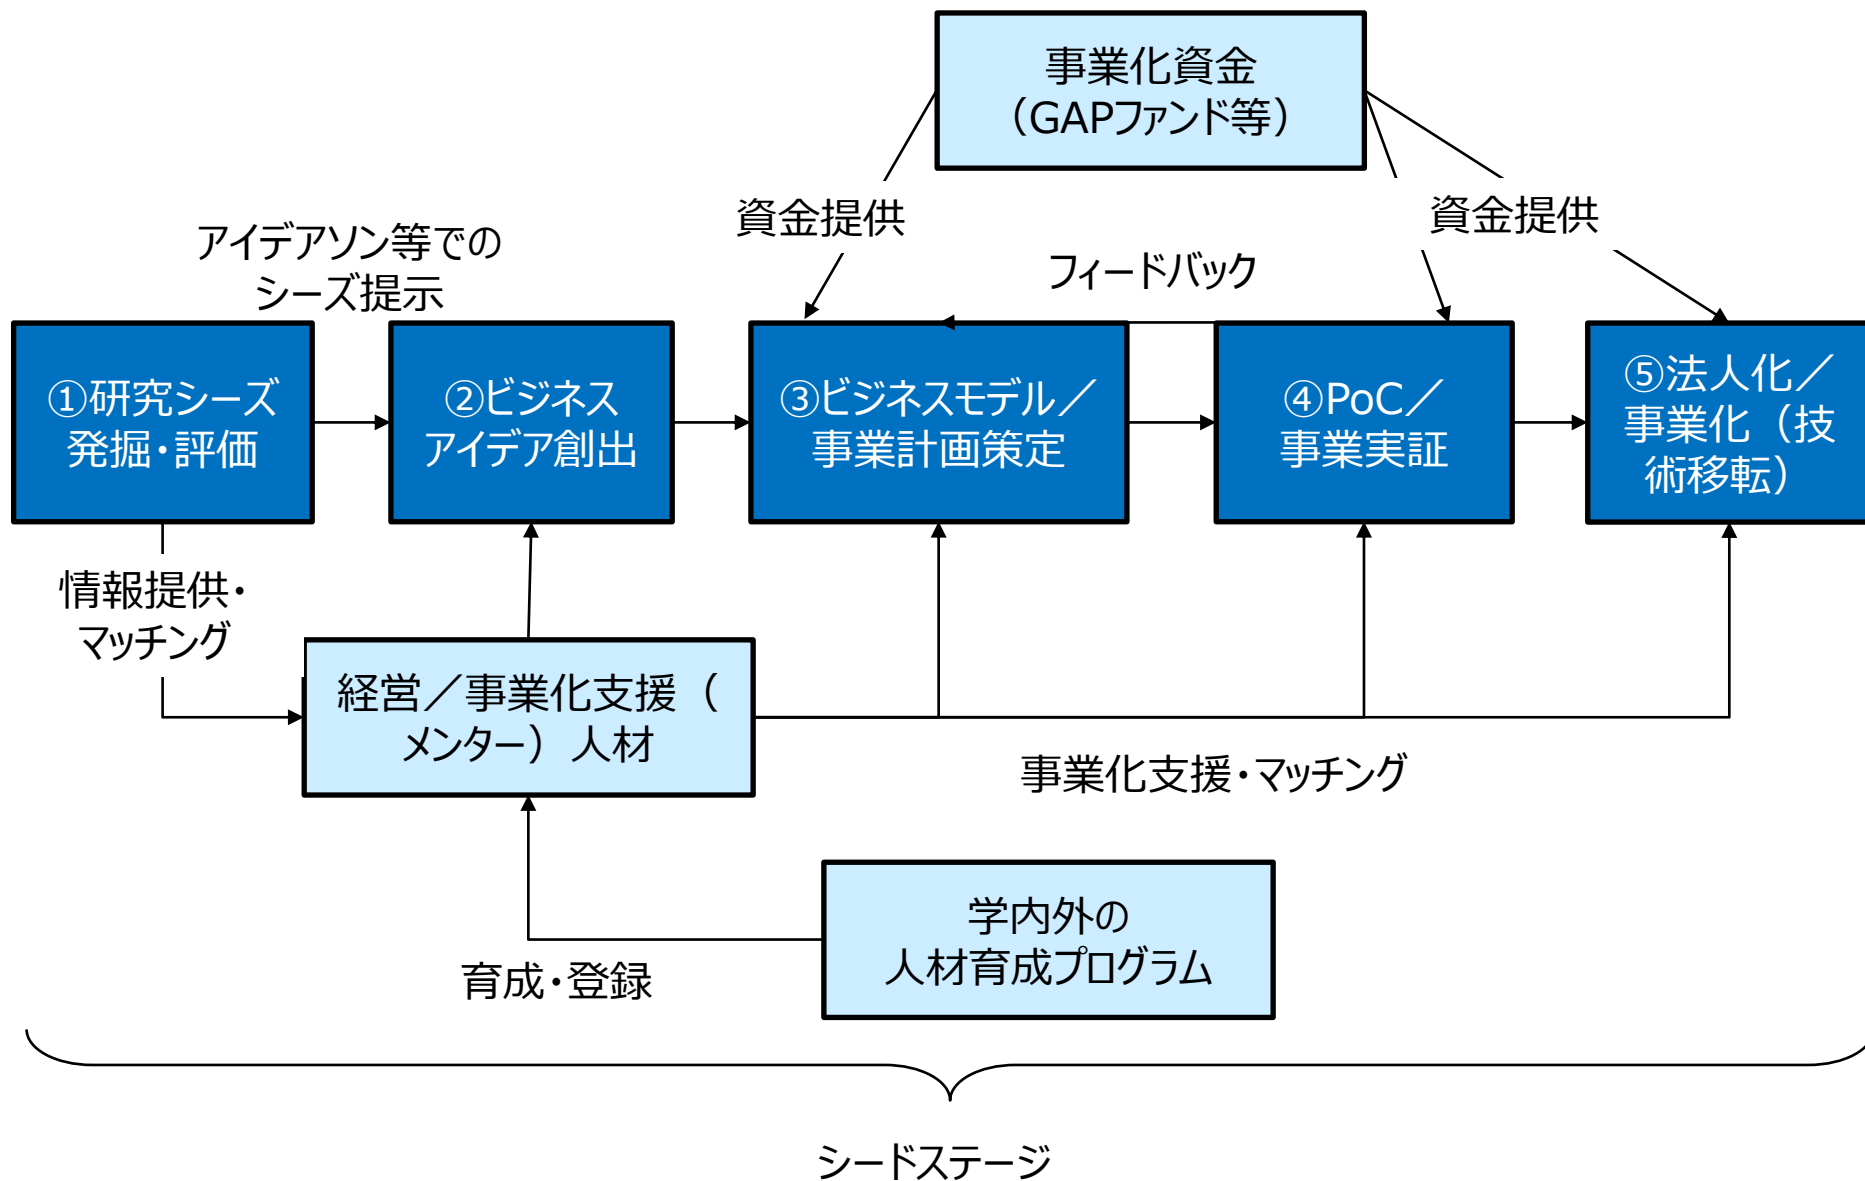 事業化資金
（GAPファンド等）
資金提供
資金提供
アイデアソン等での
シーズ提示
フィードバック
①研究シーズ
発掘・評価
②ビジネス
アイデア創出
③ビジネスモデル／
事業計画策定
④PoC／
事業実証
⑤法人化／
事業化（技
術移転）
情報提供・
マッチング
経営／事業化支援（
メンター）人材
事業化支援・マッチング
学内外の
人材育成プログラム
育成・登録
シードステージ